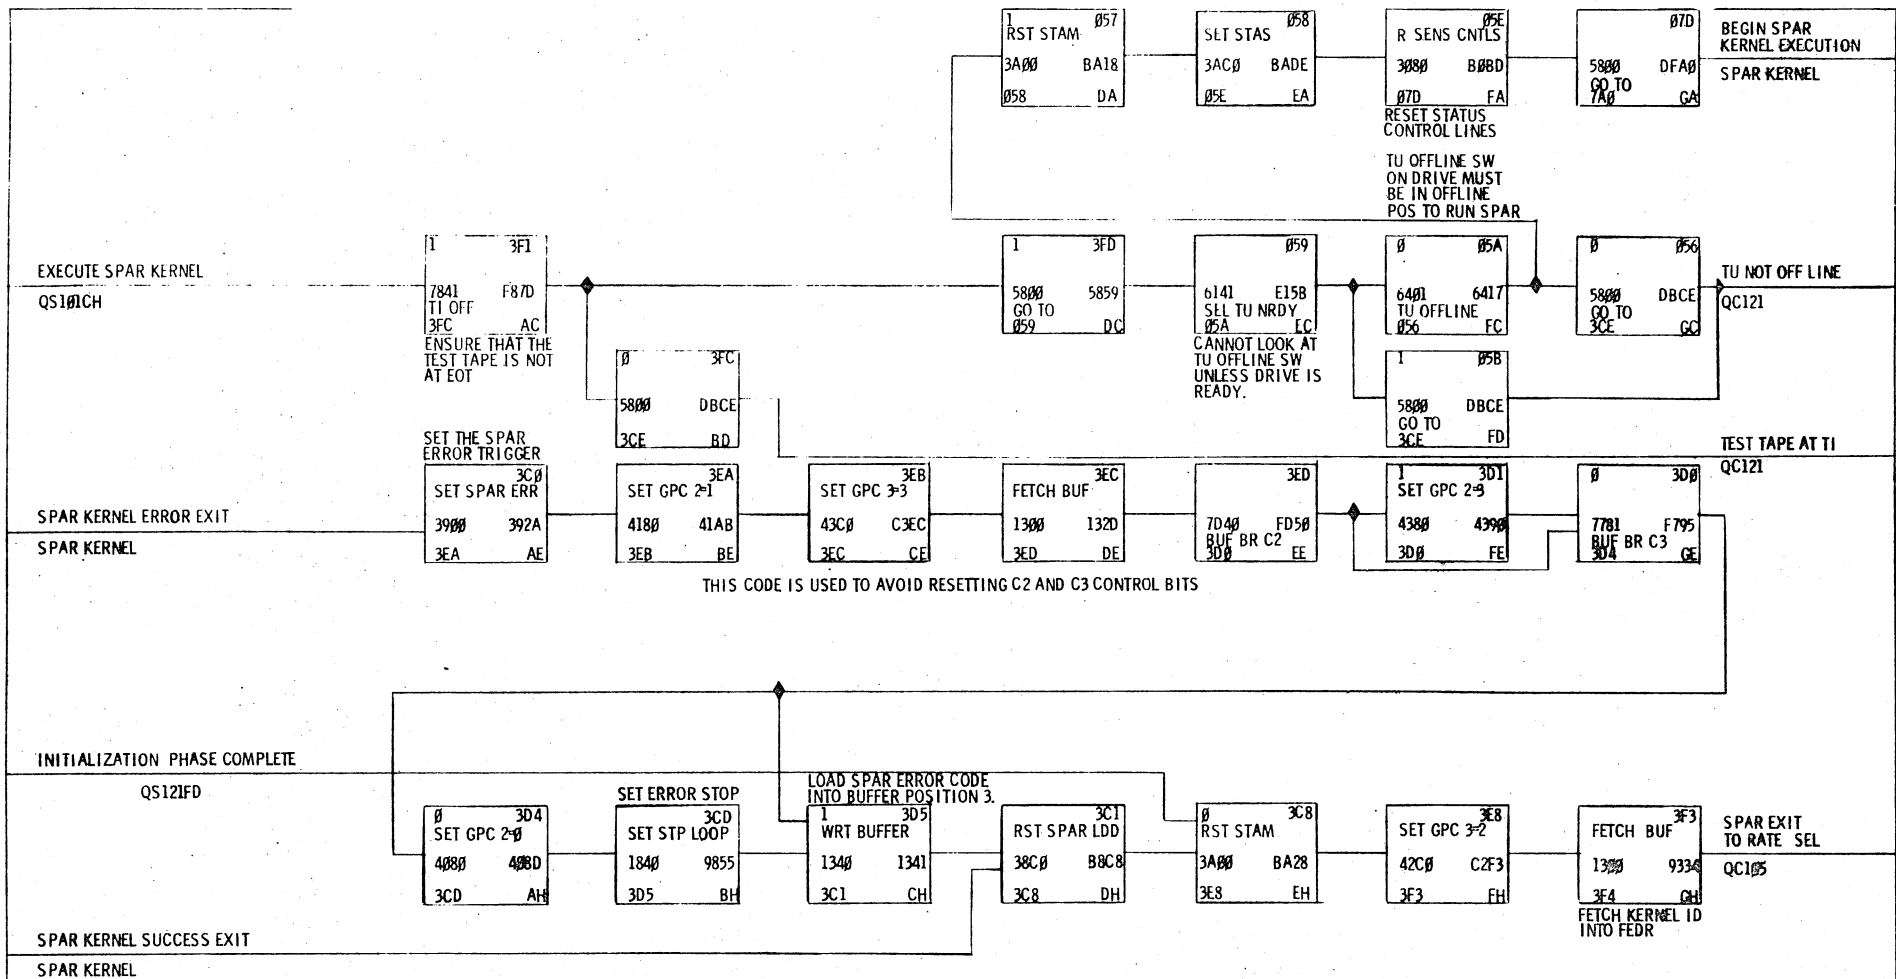 1 Ø57
RST STAM
3AØØ BA18
Ø58 DA
Ø58
SET STAS
3ACØ BADE
Ø5E EA
Ø5E
R SENS CNTLS
3Ø8Ø BØBD
Ø7D FA
RESET STATUS
CONTROL LINES
Ø7D
58ØØ DFAØ
GO TO
7AØ GA
BEGIN SPAR
KERNEL EXECUTION
SPAR KERNEL
TU OFFLINE SW
ON DRIVE MUST
BE IN OFFLINE
POS TO RUN SPAR
EXECUTE SPAR KERNEL
QS1Ø1CH
1 3F1
7841 F87D
TI OFF
3FC AC
ENSURE THAT THE
TEST TAPE IS NOT
AT EOT
1 3FD
58ØØ 5859
GO TO
Ø59 DC
Ø59
6141 E15B
SEL TU NRDY
Ø5A EC
CANNOT LOOK AT
TU OFFLINE SW
UNLESS DRIVE IS
READY.
Ø Ø5A
64Ø1 6417
TU OFFLINE
Ø56 FC
Ø Ø56
58ØØ DBCE
GO TO
3CE GC
TU NOT OFF LINE
QC121
Ø 3FC
58ØØ DBCE
3CE BD
1 Ø5B
58ØØ DBCE
GO TO
3CE FD
TEST TAPE AT TI
QC121
SET THE SPAR
ERROR TRIGGER
SPAR KERNEL ERROR EXIT
SPAR KERNEL
3CØ
SET SPAR ERR
39ØØ 392A
3EA AE
3EA
SET GPC 2=1
418Ø 41AB
3EB BE
3EB
SET GPC 3=3
43CØ C3EC
3EC CE
3EC
FETCH BUF
13ØØ 132D
3ED DE
3ED
7D4Ø FD5Ø
BUF BR C2
3DØ EE
1 3D1
SET GPC 2=3
438Ø 439Ø
3DØ FE
Ø 3DØ
7781 F795
BUF BR C3
3D4 GE
THIS CODE IS USED TO AVOID RESETTING C2 AND C3 CONTROL BITS
INITIALIZATION PHASE COMPLETE
QS121FD
Ø 3D4
SET GPC 2=Ø
4Ø8Ø 4Ø8D
3CD AH
SET ERROR STOP
3CD
SET STP LOOP
184Ø 9855
3D5 BH
LOAD SPAR ERROR CODE
INTO BUFFER POSITION 3.
1 3D5
WRT BUFFER
134Ø 1341
3C1 CH
3C1
RST SPAR LDD
38CØ B8C8
3C8 DH
Ø 3C8
RST STAM
3AØØ BA28
3E8 EH
3E8
SET GPC 3=2
42CØ C2F3
3F3 FH
3F3
FETCH BUF
13ØØ
3F4 GH
FETCH KERNEL ID
INTO FEDR
SPAR EXIT
TO RATE SEL
QC1Ø5
SPAR KERNEL SUCCESS EXIT
SPAR KERNEL